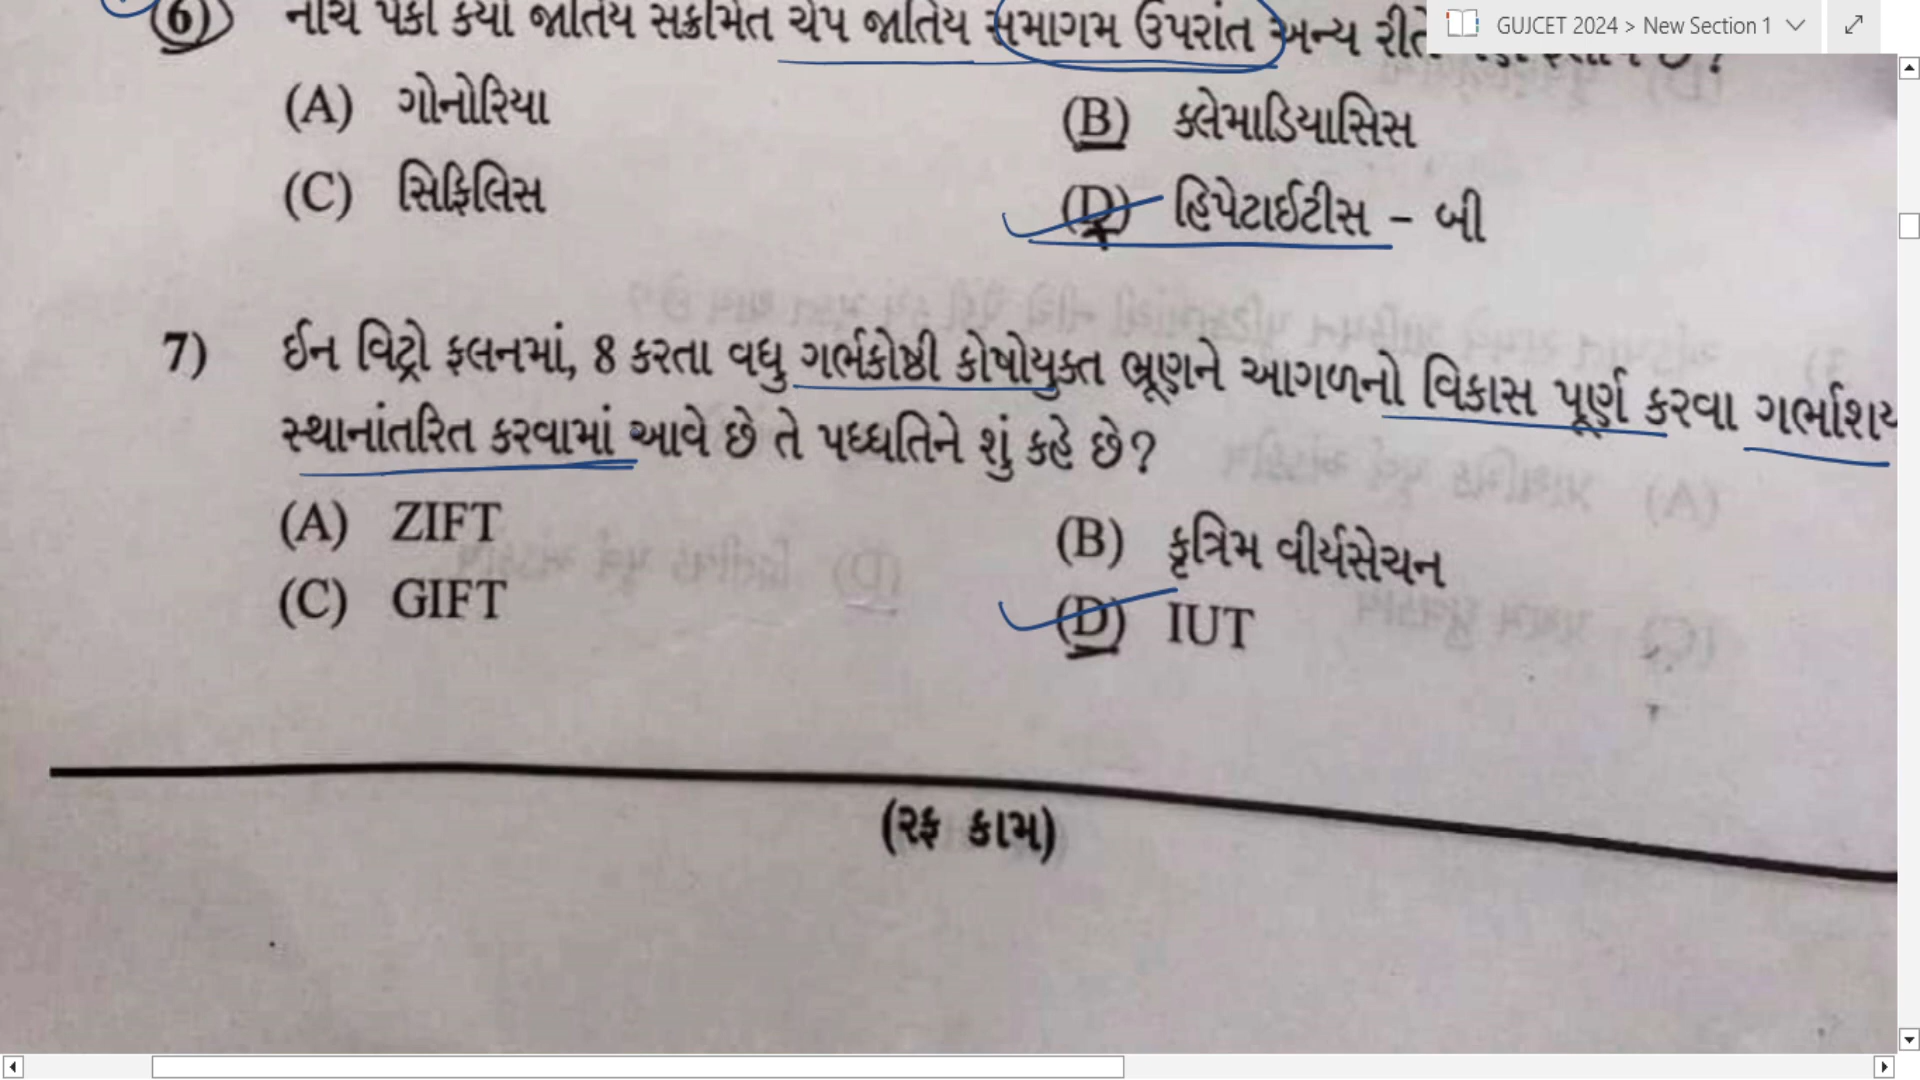 GUJCET 2024 > New Section 1
6) નીચે પૈકી કયો જાતિય સંક્રમિત ચેપ જાતિય સમાગમ ઉપરાંત અન્ય રીતે
(A) ગોનોરિયા
(B) ક્લેમાડિયાસિસ
(C) સિફિલિસ
(D) હિપેટાઈટીસ – બી
7) ઈન વિટ્રો ફલનમાં, 8 કરતા વધુ ગર્ભકોષ્ઠી કોષોયુક્ત ભ્રૂણને આગળનો વિકાસ પૂર્ણ કરવા ગર્ભાશય
સ્થાનાંતરિત કરવામાં આવે છે તે પધ્ધતિને શું કહે છે?
(A) ZIFT
(B) કૃત્રિમ વીર્યસેચન
(C) GIFT
(D) IUT
(રફ કામ)